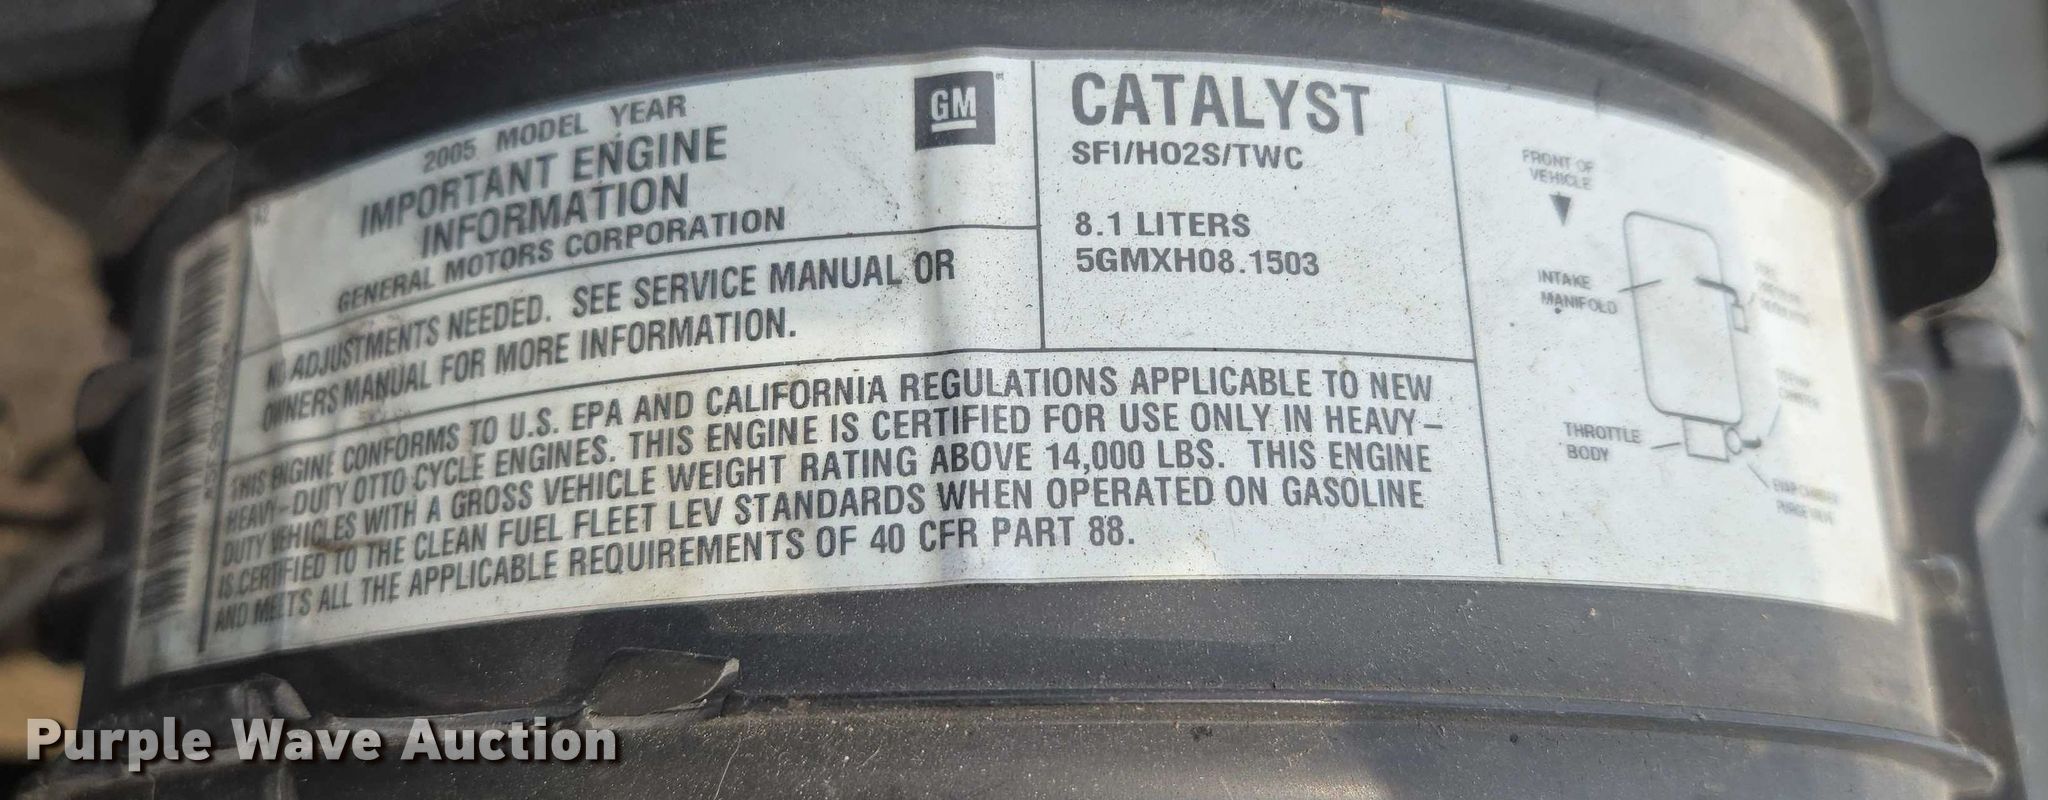 2005 MODEL YEAR
IMPORTANT ENGINE
INFORMATION
GENERAL MOTORS CORPORATION
GM
NO ADJUSTMENTS NEEDED. SEE SERVICE MANUAL OR
OWNERS MANUAL FOR MORE INFORMATION.
CATALYST
SFI/HO2S/TWC
8.1 LITERS
5GMXH08.1503
THIS ENGINE CONFORMS TO U.S. EPA AND CALIFORNIA REGULATIONS APPLICABLE TO NEW
HEAVY-DUTY OTTO CYCLE ENGINES. THIS ENGINE IS CERTIFIED FOR USE ONLY IN HEAVY-
DUTY VEHICLES WITH A GROSS VEHICLE WEIGHT RATING ABOVE 14,000 LBS. THIS ENGINE
IS CERTIFIED TO THE CLEAN FUEL FLEET LEV STANDARDS WHEN OPERATED ON GASOLINE
AND MEETS ALL THE APPLICABLE REQUIREMENTS OF 40 CFR PART 88.
FRONT OF
VEHICLE
INTAKE
MANIFOLD
THROTTLE
BODY
Purple Wave Auction